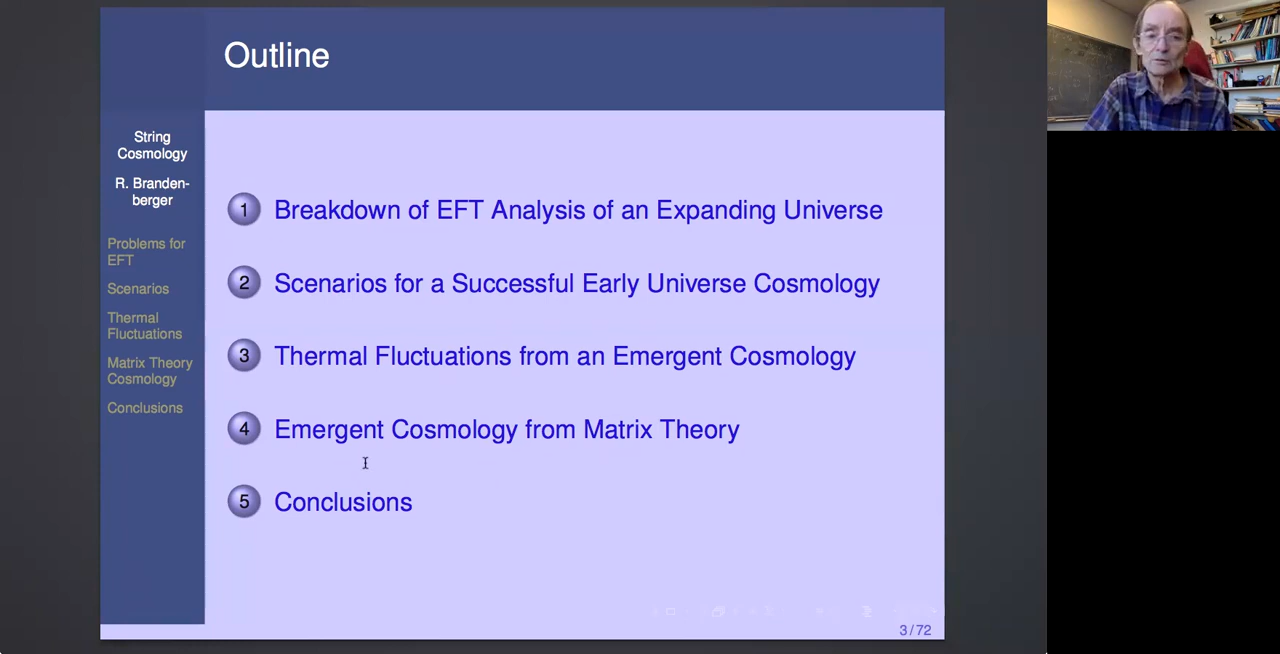 Outline
String
Cosmology
R. Branden-
berger
Problems for
EFT
Scenarios
Thermal
Fluctuations
Matrix Theory
Cosmology
Conclusions
1 Breakdown of EFT Analysis of an Expanding Universe
2 Scenarios for a Successful Early Universe Cosmology
3 Thermal Fluctuations from an Emergent Cosmology
4 Emergent Cosmology from Matrix Theory
5 Conclusions
3 / 72